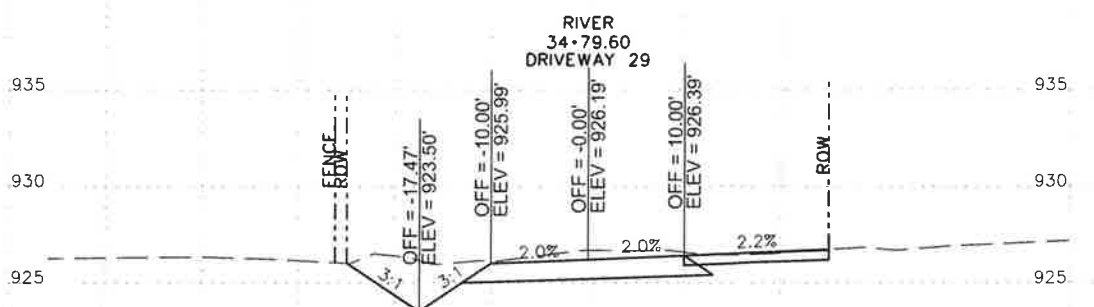 RIVER
34+79.60
DRIVEWAY 29
935
935
FENCE
ROW
OFF = -17.47'
ELEV = 923.50'
OFF = -10.00'
ELEV = 925.99'
OFF = -0.00'
ELEV = 926.19'
OFF = 10.00'
ELEV = 926.39'
ROW
930
930
3:1
3:1
2.0%
2.0%
2.2%
925
925